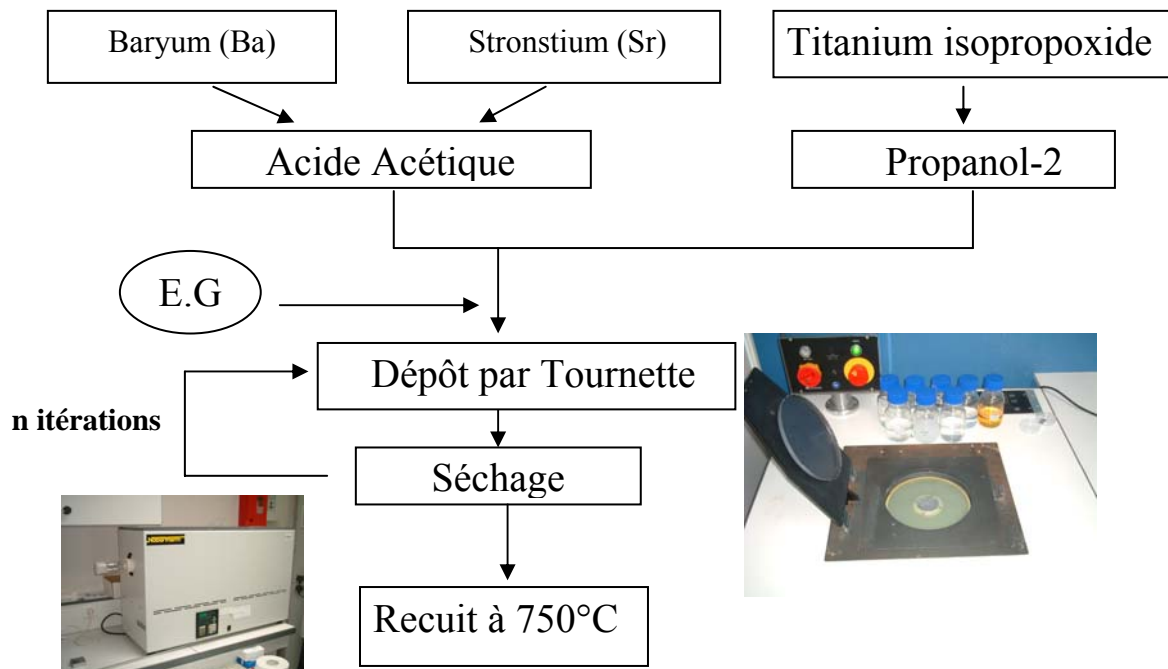 Baryum (Ba)
Stronstium (Sr)
Titanium isopropoxide
Acide Acétique
Propanol-2
E.G
Dépôt par Tournette
n itérations
Séchage
Recuit à 750°C